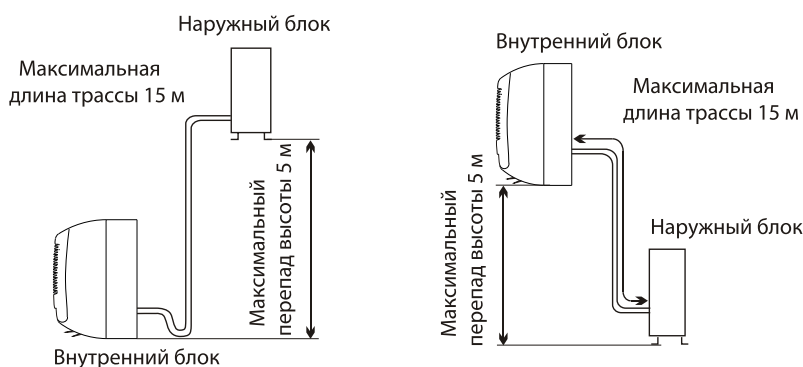 Наружный блок
Максимальная
длина трассы 15 м
Максимальный
перепад высоты 5 м
Внутренний блок
Внутренний блок
Максимальная
длина трассы 15 м
Максимальный
перепад высоты 5 м
Наружный блок